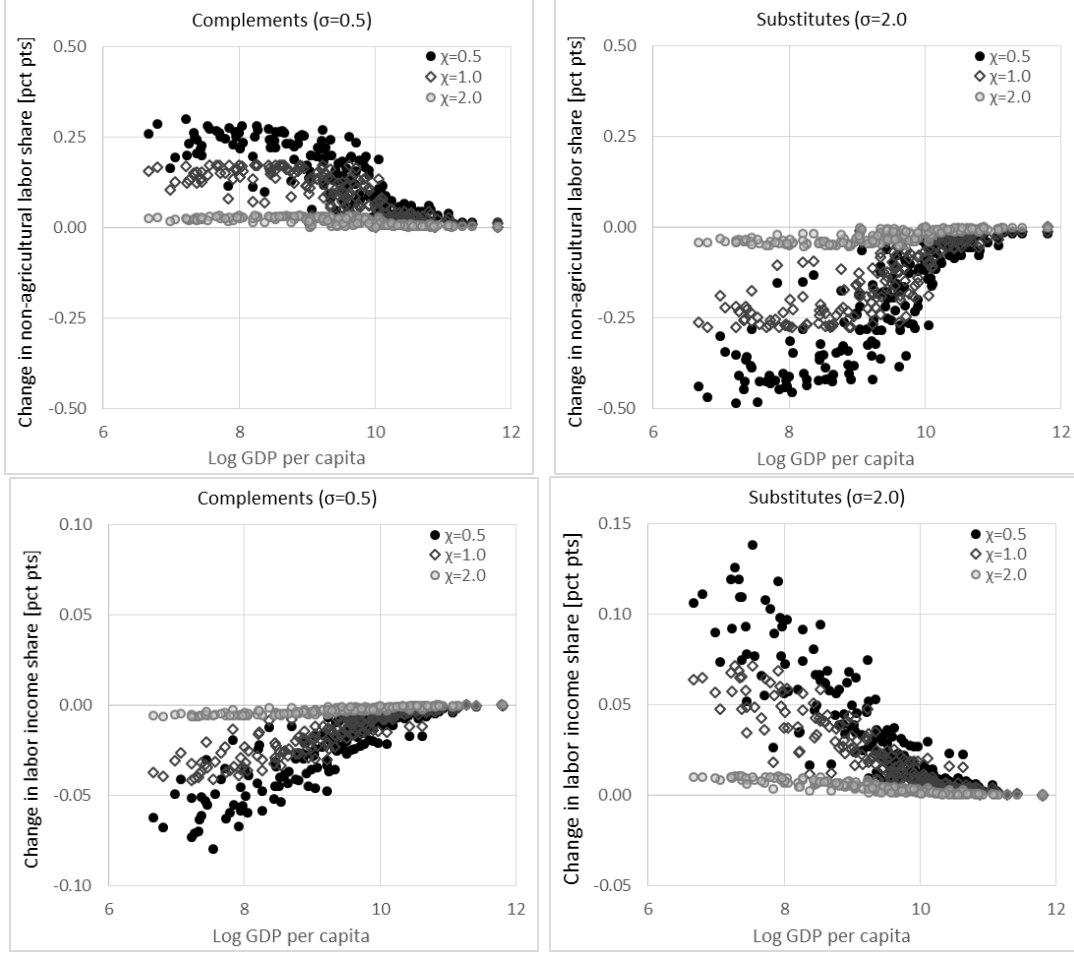 Complements (σ=0.5)
Change in non-agricultural labor share [pct pts]
0.50
0.25
0.00
-0.25
-0.50
χ=0.5
χ=1.0
χ=2.0
6 8 10 12
Log GDP per capita
Substitutes (σ=2.0
Change in non-agricultural labor share [pct pts]
0.50
0.25
0.00
-0.25
-0.50
χ=0.5
χ=1.0
χ=2.0
6 8 10 12
Log GDP per capita
Complements (σ=0.5)
Change in labor income share [pct pts]
0.10
0.05
0.00
-0.05
-0.10
χ=0.5
χ=1.0
χ=2.0
6 8 10 12
Log GDP per capita
Substitutes (σ=2.0)
Change in labor income share [pct pts]
0.15
0.10
0.05
0.00
-0.05
χ=0.5
χ=1.0
χ=2.0
6 8 10 12
Log GDP per capita